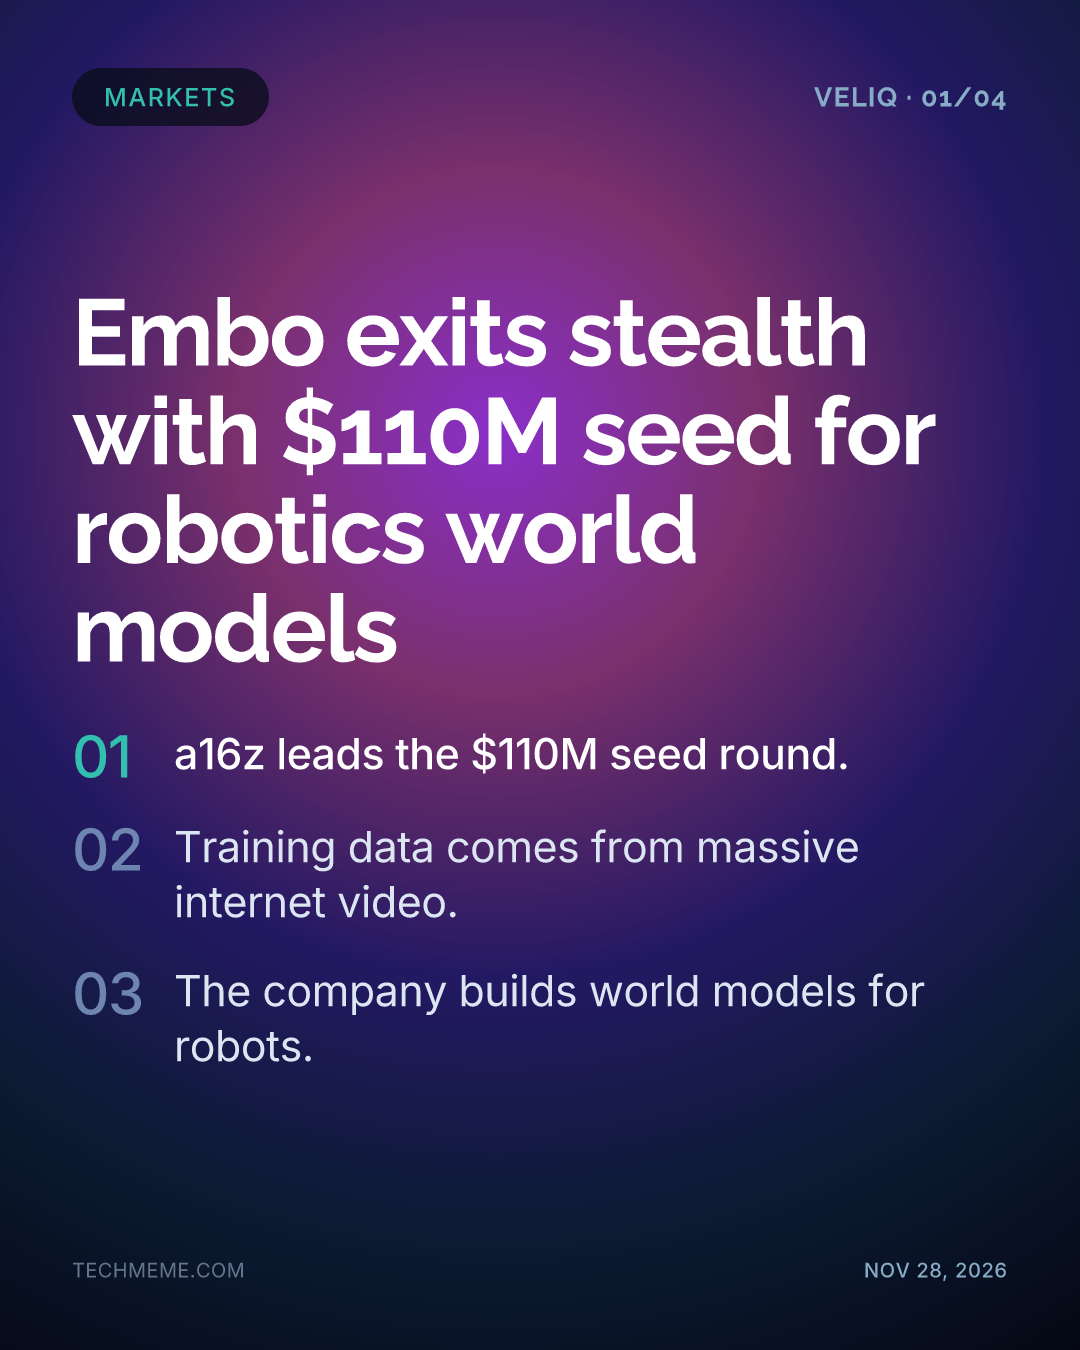 MARKETS
VELIQ · 01/04
Embo exits stealth
with $110M seed for
robotics world
models
01 a16z leads the $110M seed round.
02 Training data comes from massive
internet video.
03 The company builds world models for
robots.
TECHMEME.COM
NOV 28, 2026